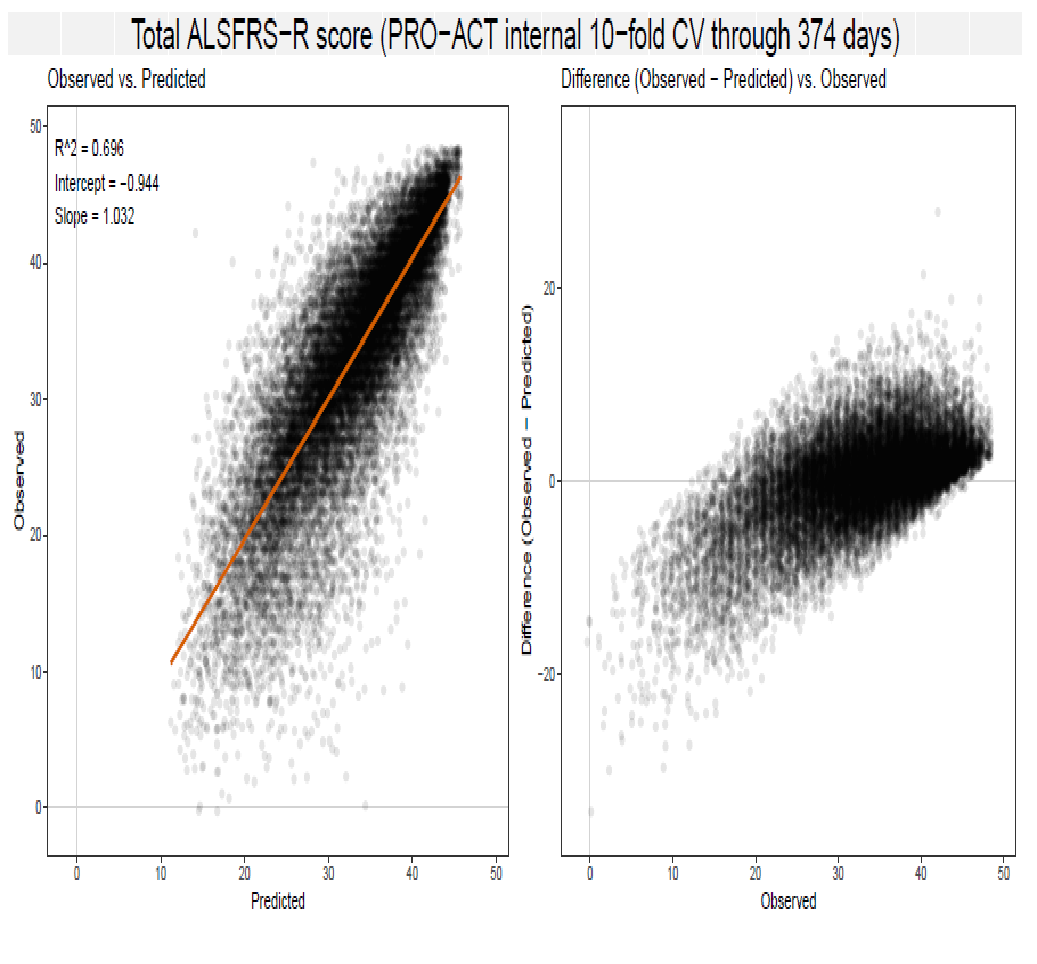 Total ALSFRS−R score (PRO−ACT internal 10−fold CV through 374 days)
Observed vs. Predicted
Difference (Observed − Predicted) vs. Observed
R^2 = 0.696
Intercept = −0.944
Slope = 1.032
50
40
30
20
10
0
Observed
0 10 20 30 40 50
Predicted
20
0
−20
Difference (Observed − Predicted)
0 10 20 30 40 50
Observed